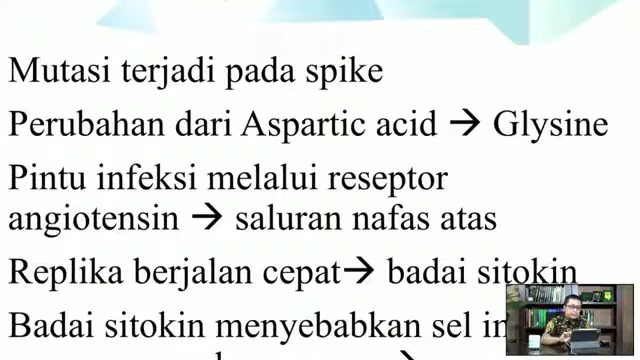 Mutasi terjadi pada spike
Perubahan dari Aspartic acid → Glysine
Pintu infeksi melalui reseptor
angiotensin → saluran nafas atas
Replika berjalan cepat→ badai sitokin
Badai sitokin menyebabkan sel